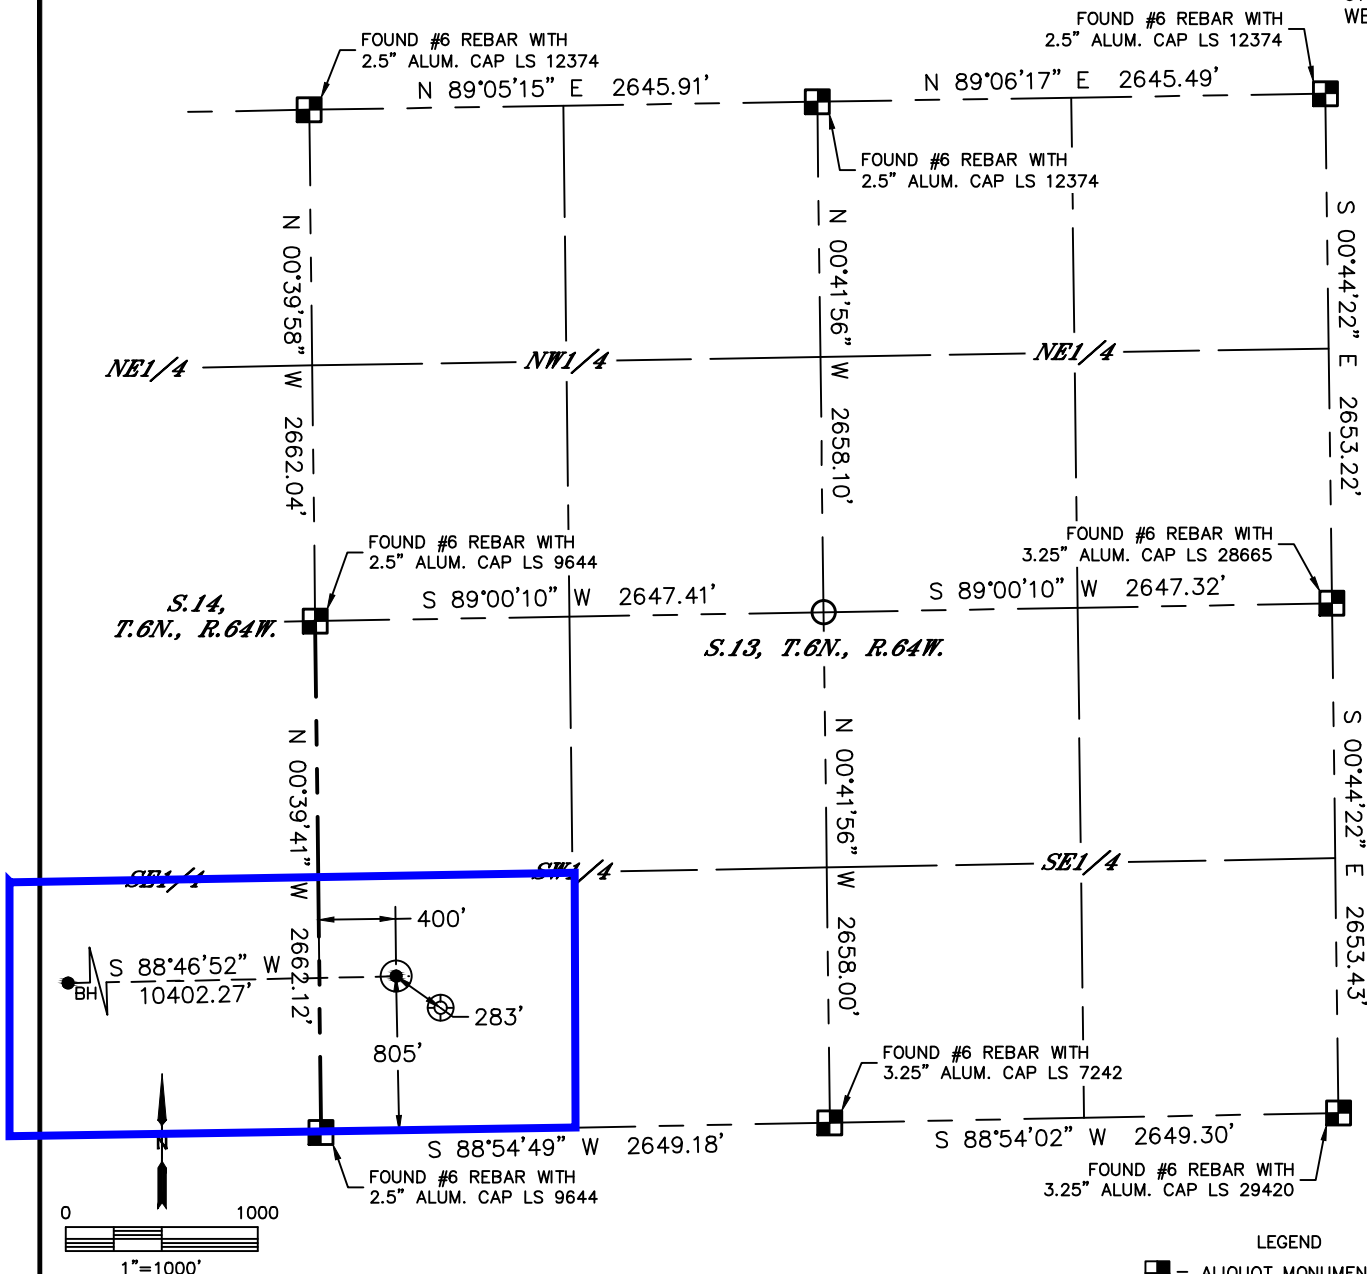 WE
FOUND #6 REBAR WITH
2.5" ALUM. CAP LS 12374
FOUND #6 REBAR WITH
2.5" ALUM. CAP LS 12374
N 89°05'15" E 2645.91'
N 89°06'17" E 2645.49'
FOUND #6 REBAR WITH
2.5" ALUM. CAP LS 12374
N 00°39'58" W 2662.04'
N 00°41'56" W 2658.10'
S 00°44'22" E 2653.22'
NE1/4
NW1/4
NE1/4
FOUND #6 REBAR WITH
2.5" ALUM. CAP LS 9644
FOUND #6 REBAR WITH
3.25" ALUM. CAP LS 28665
S.14,
T.6N., R.64W.
S 89°00'10" W 2647.41'
S 89°00'10" W 2647.32'
S.13, T.6N., R.64W.
N 00°39'41" W 2662.12'
N 00°41'56" W 2658.00'
S 00°44'22" E 2653.43'
SE1/4
SW1/4
SE1/4
400'
S 88°46'52" W
10402.27'
BH
283'
805'
FOUND #6 REBAR WITH
3.25" ALUM. CAP LS 7242
N
S 88°54'49" W 2649.18'
S 88°54'02" W 2649.30'
FOUND #6 REBAR WITH
2.5" ALUM. CAP LS 9644
FOUND #6 REBAR WITH
3.25" ALUM. CAP LS 29420
0 1000
1"=1000'
LEGEND
= ALIQUOT MONUMEN